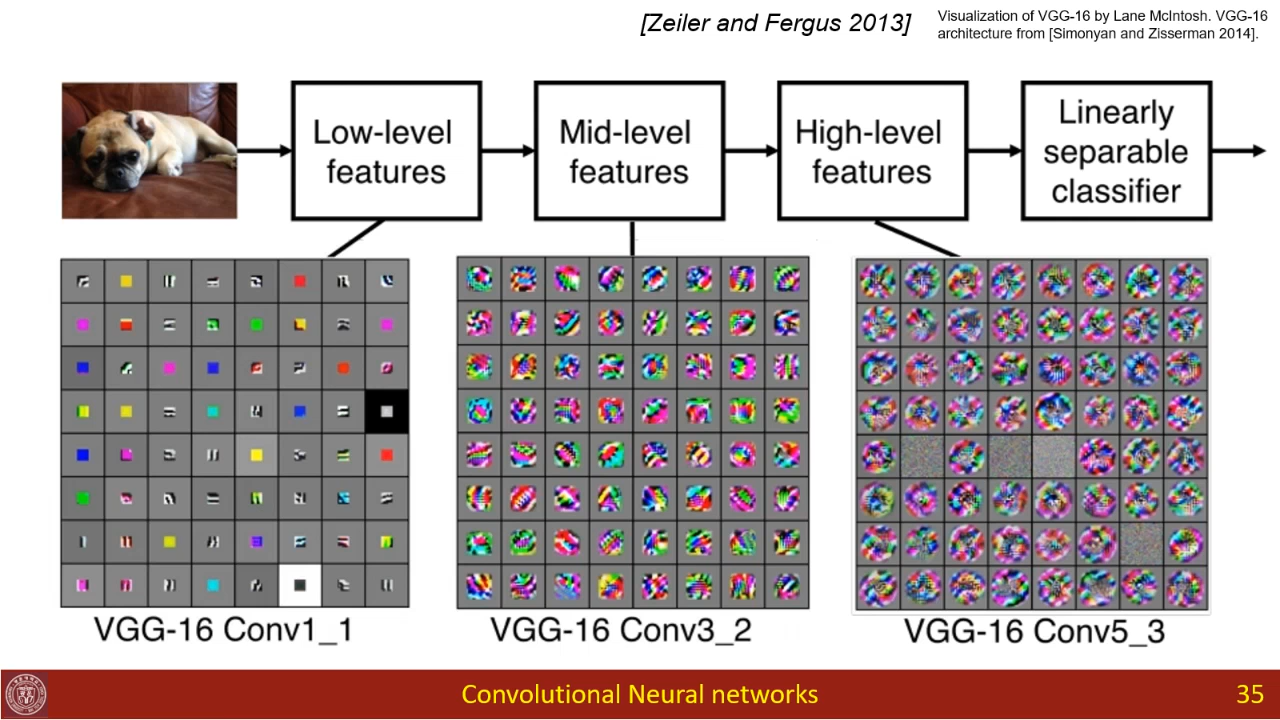 [Zeiler and Fergus 2013]
Visualization of VGG-16 by Lane McIntosh. VGG-16
architecture from [Simonyan and Zisserman 2014].
Low-level
features
Mid-level
features
High-level
features
Linearly
separable
classifier
VGG-16 Conv1_1
VGG-16 Conv3_2
VGG-16 Conv5_3
Convolutional Neural networks
35